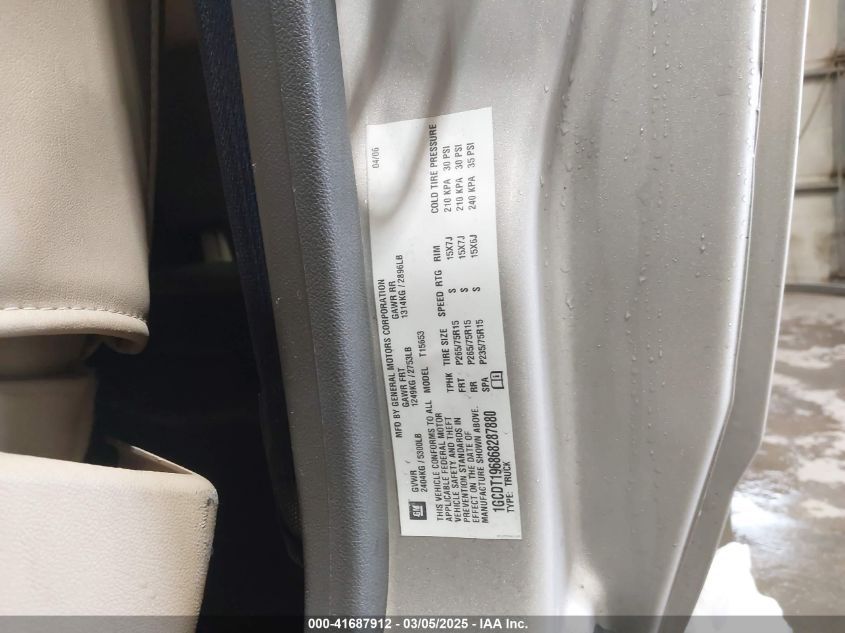 MFD BY GENERAL MOTORS CORPORATION 04/06
GM GVWR GAWR FRT GAWR RR
2404KG/5300LB 1249KG/2753LB 1314KG/2896LB
THIS VEHICLE CONFORMS TO ALL MODEL T15653
APPLICABLE FEDERAL MOTOR
VEHICLE SAFETY AND THEFT
PREVENTION STANDARDS IN
EFFECT ON THE DATE OF
MANUFACTURE SHOWN ABOVE.
1GCDT196868287880
TYPE: TRUCK
TPHK TIRE SIZE SPEED RTG RIM COLD TIRE PRESSURE
FRT P265/75R15 S 15X7J 210 KPA 30 PSI
RR P265/75R15 S 15X7J 210 KPA 30 PSI
SPA P235/75R15 S 15X6J 240 KPA 35 PSI
000-41687912 - 03/05/2025 - IAA Inc.